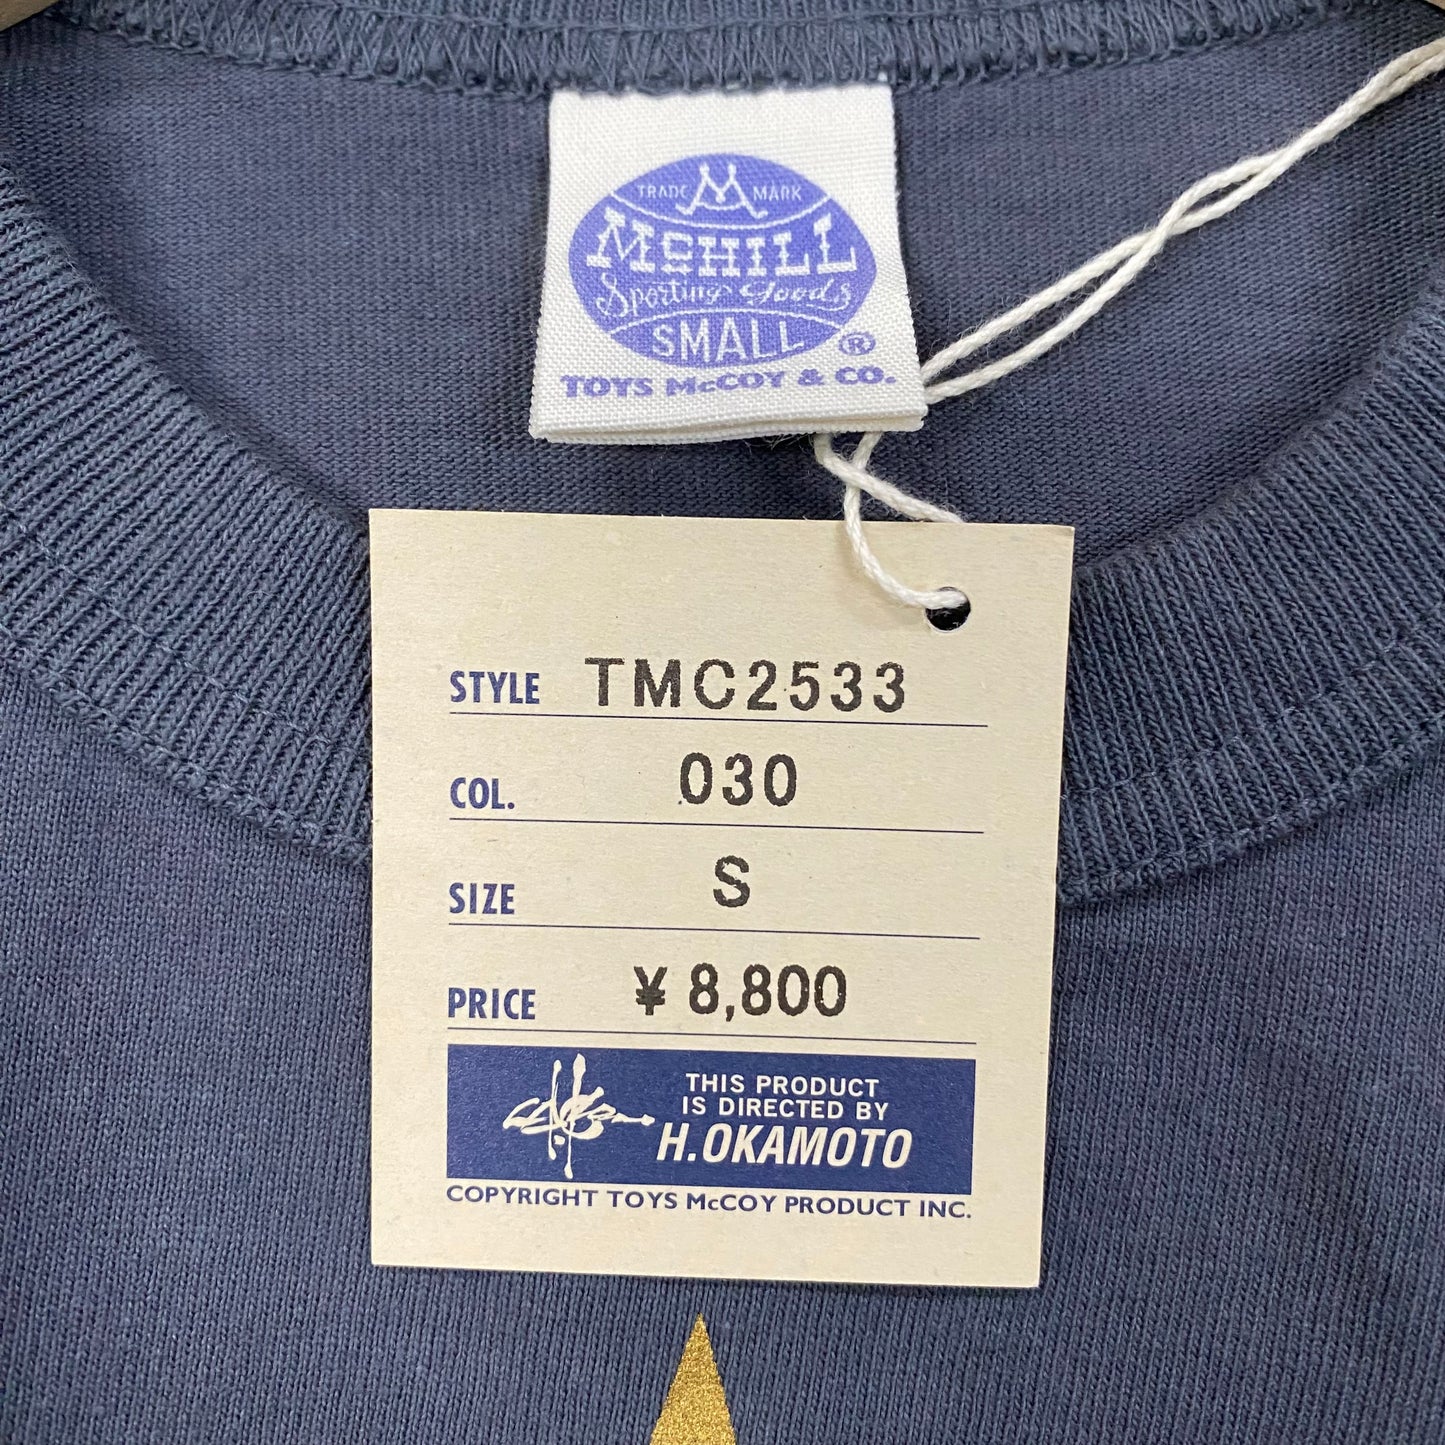 TRADE MARK
McHILL
Sporting Goods
SMALL ®
TOYS McCOY & CO.
STYLE TMC2533
COL. 030
SIZE S
PRICE ¥ 8,800
THIS PRODUCT
IS DIRECTED BY
H.OKAMOTO
COPYRIGHT TOYS McCOY PRODUCT INC.